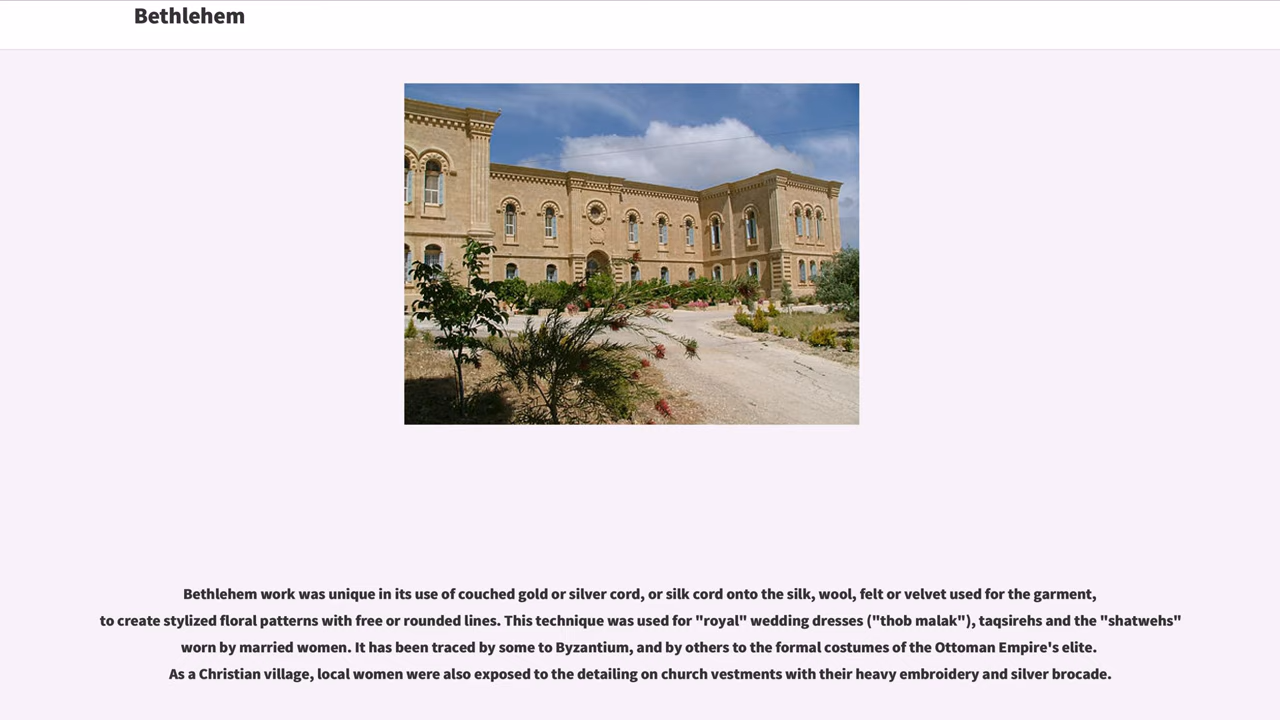 Bethlehem
Bethlehem work was unique in its use of couched gold or silver cord, or silk cord onto the silk, wool, felt or velvet used for the garment,
to create stylized floral patterns with free or rounded lines. This technique was used for "royal" wedding dresses ("thob malak"), taqsirehs and the "shatwehs"
worn by married women. It has been traced by some to Byzantium, and by others to the formal costumes of the Ottoman Empire's elite.
As a Christian village, local women were also exposed to the detailing on church vestments with their heavy embroidery and silver brocade.